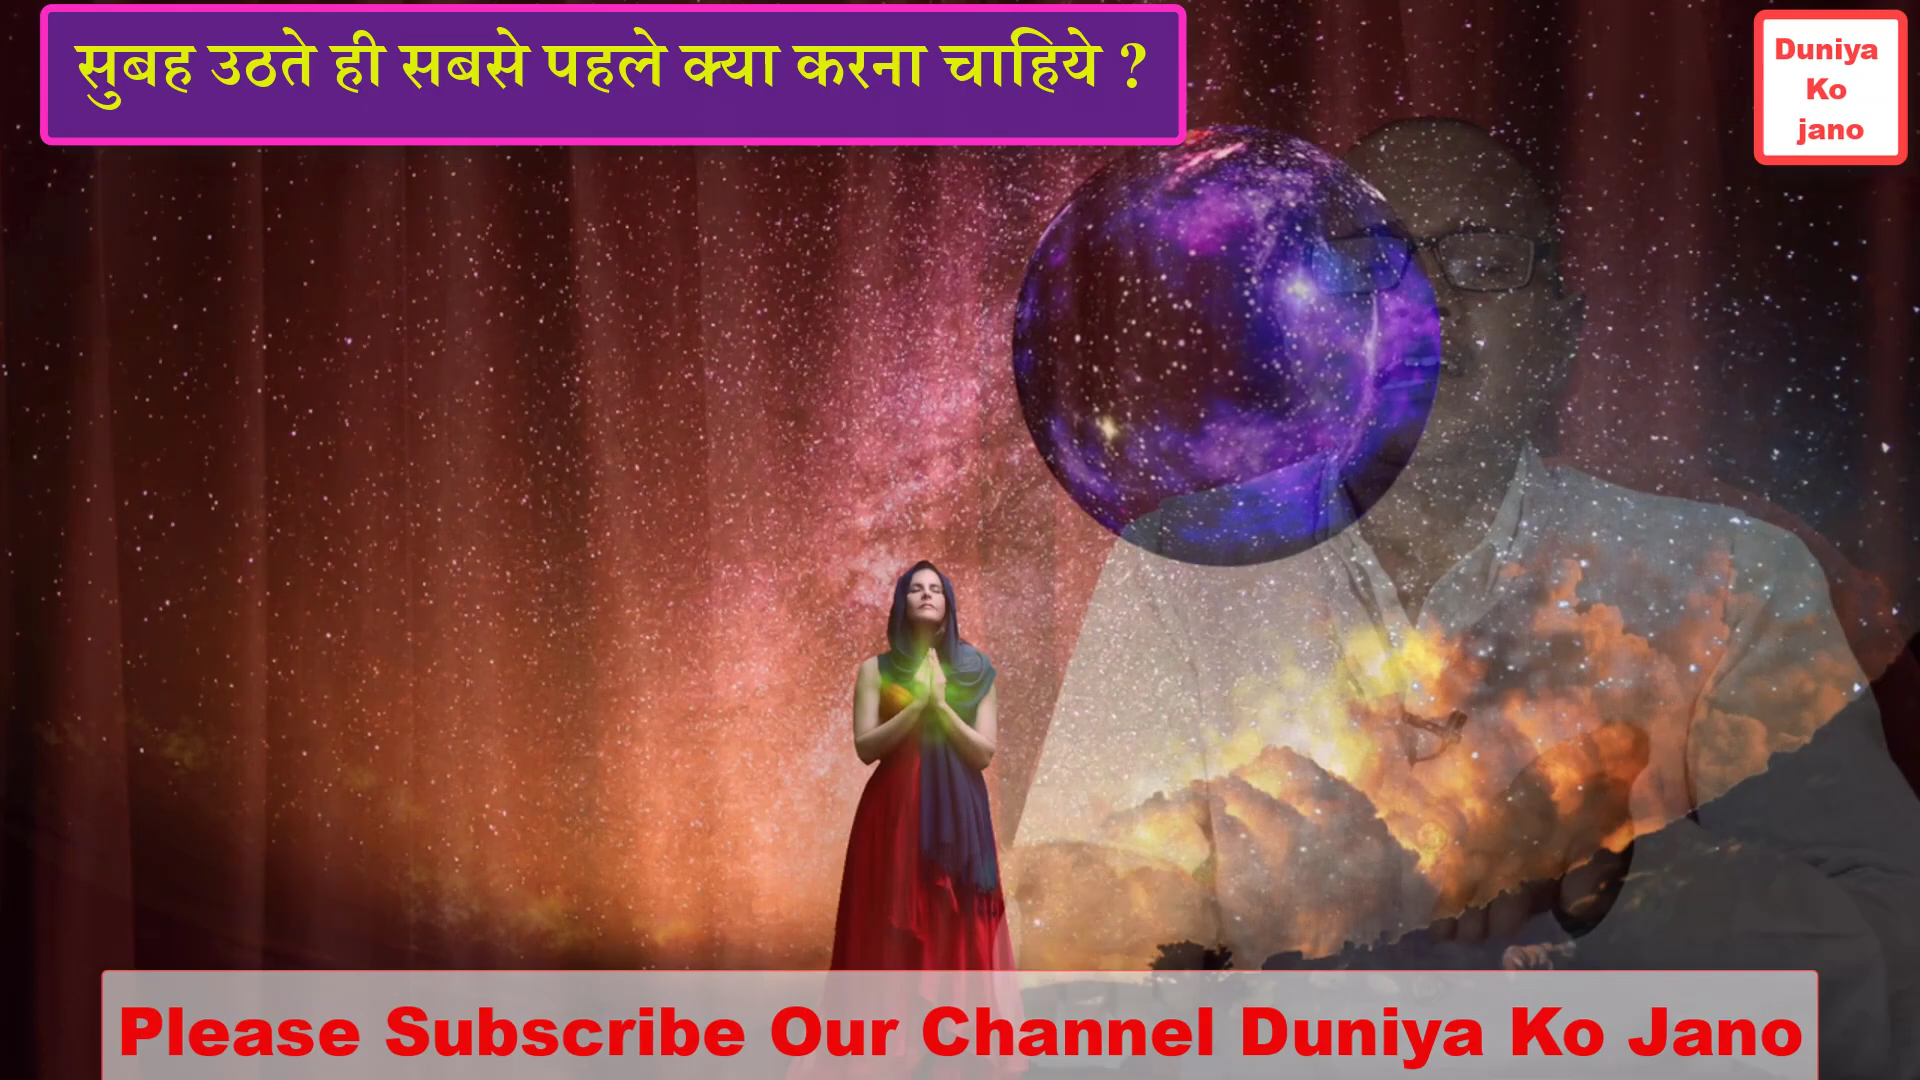 सुबह उठते ही सबसे पहले क्या करना चाहिये ?
Duniya
Ko
jano
Please Subscribe Our Channel Duniya Ko Jano